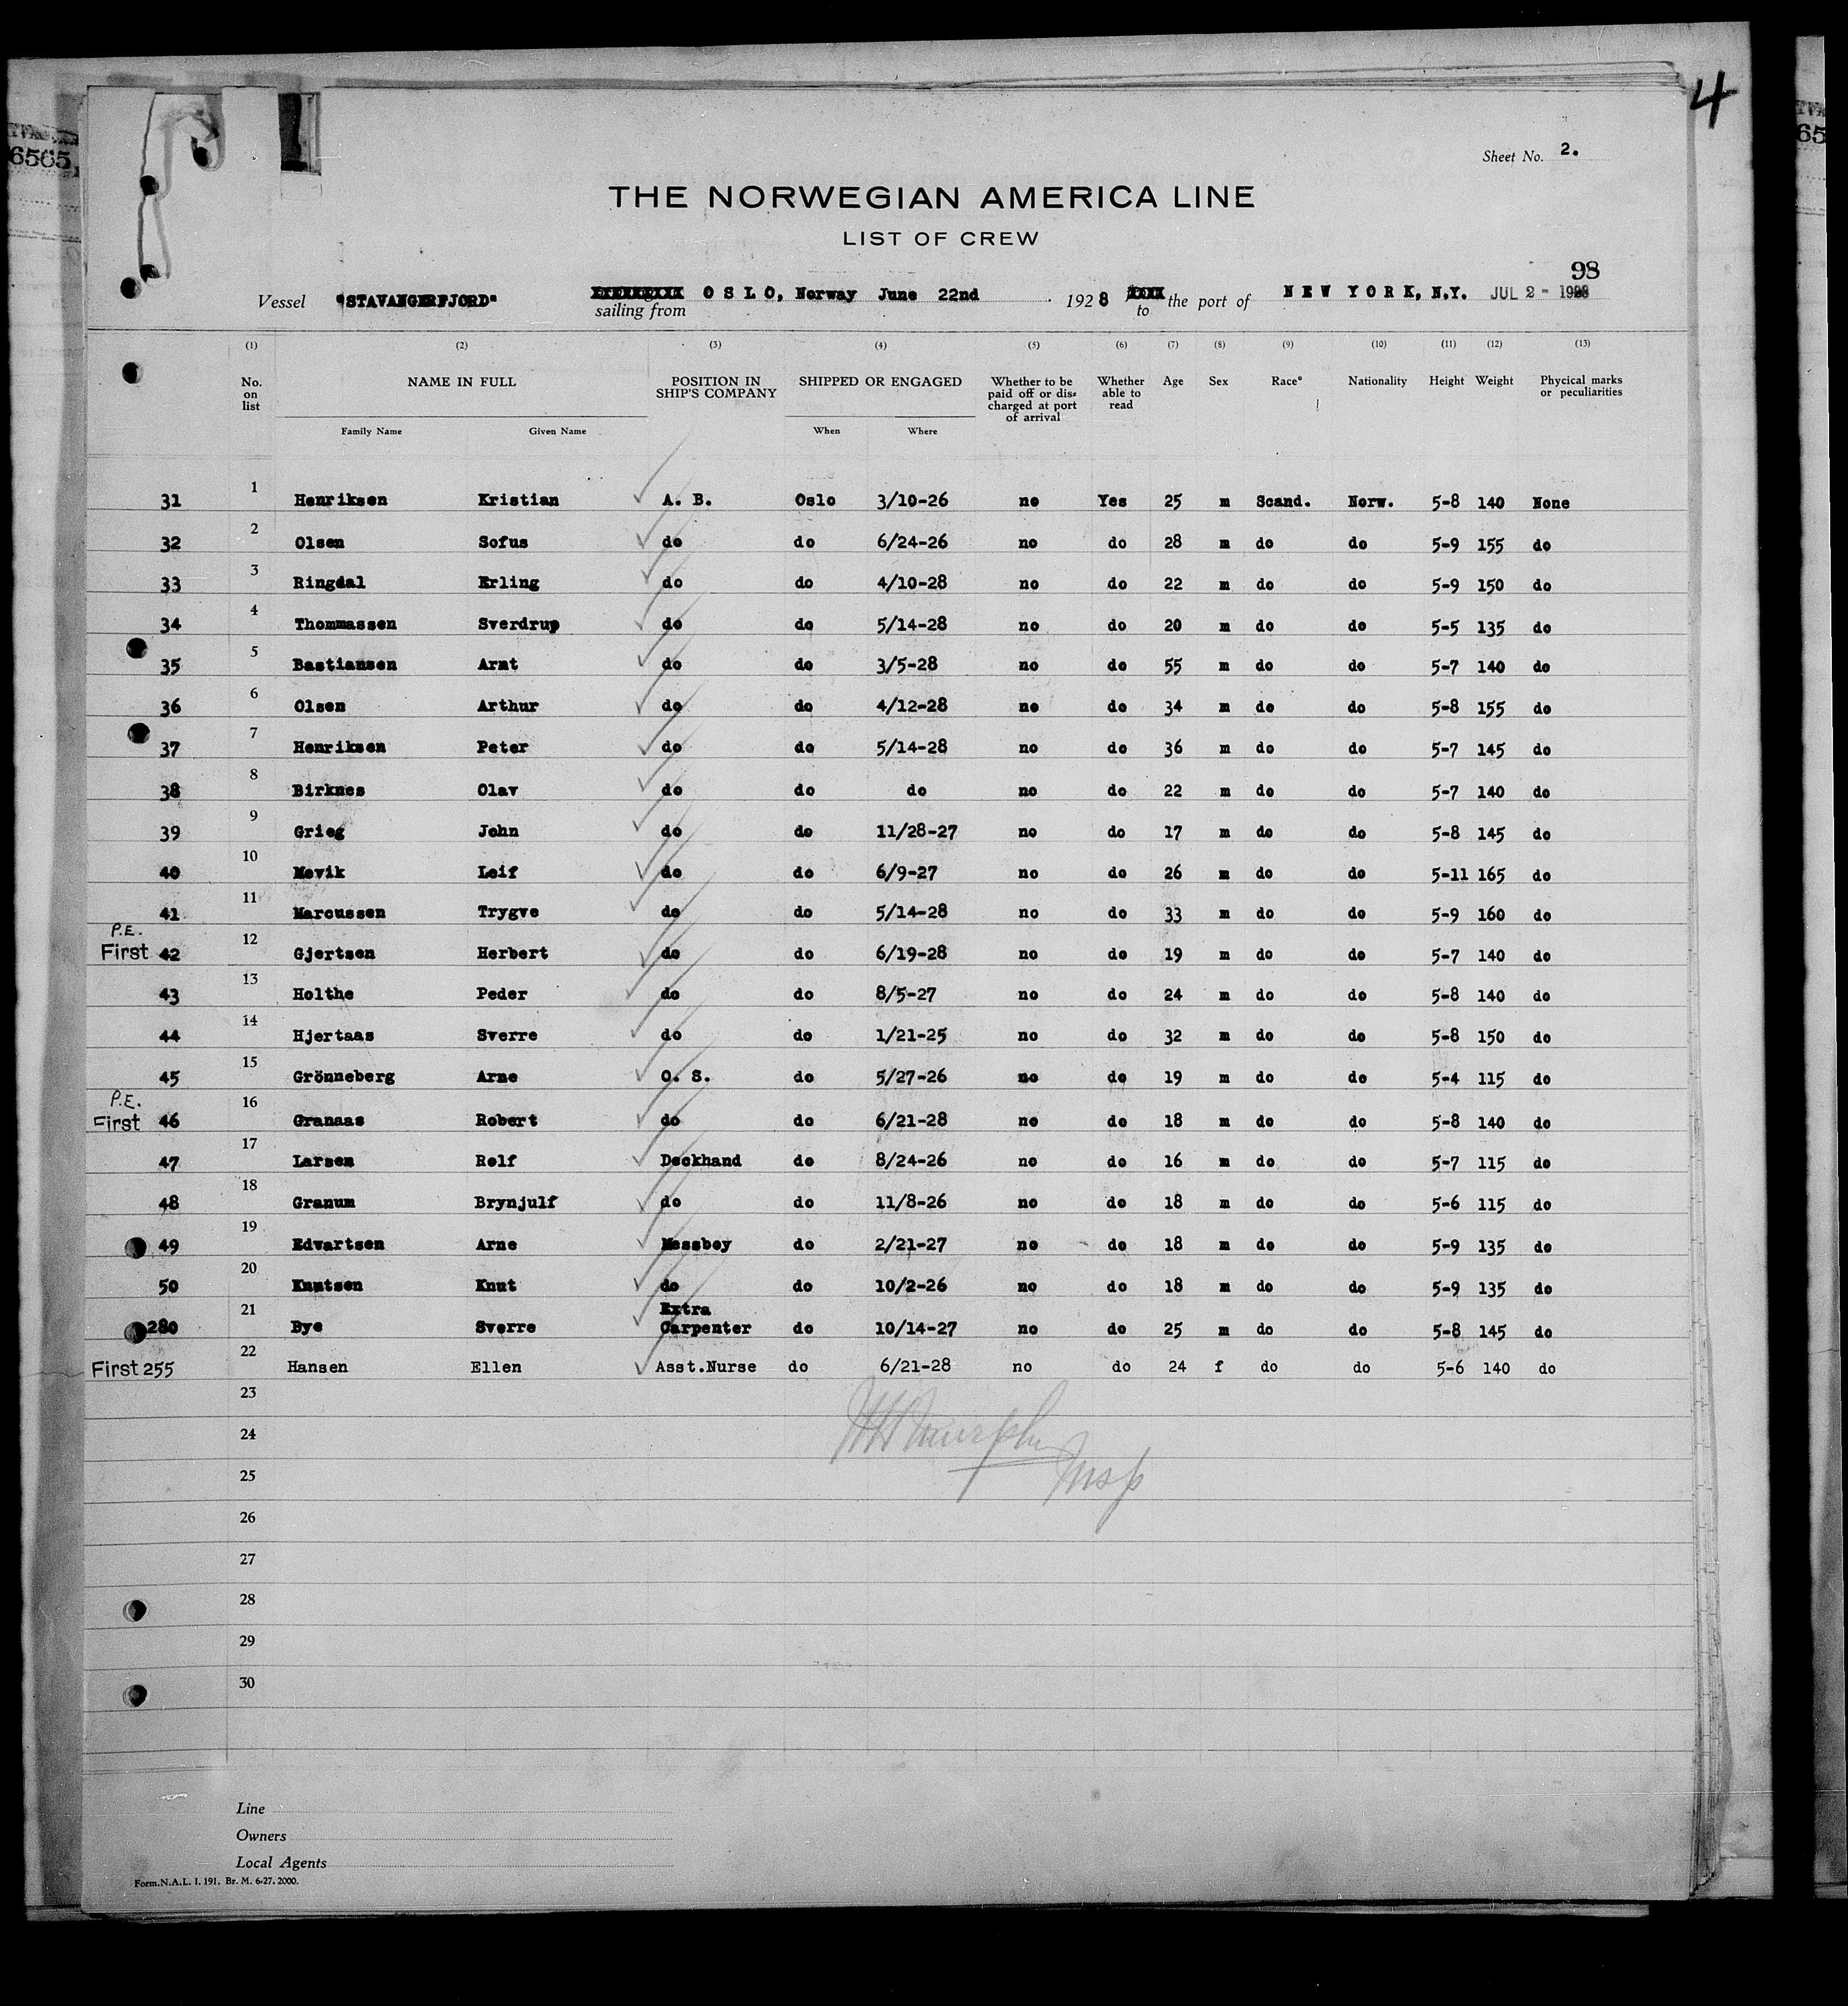 4
6565,
Sheet No. 2.
THE NORWEGIAN AMERICA LINE
LIST OF CREW
98
Vessel "STAVANGERFJORD" XXXXXXXXX sailing from O S L O, Norway June 22nd 1928 XXXX to the port of N E W Y O R K, N.Y. JUL 2 - 1928
(1) (2) (3) (4) (5) (6) (7) (8) (9) (10) (11) (12) (13)
No. on list NAME IN FULL POSITION IN SHIP'S COMPANY SHIPPED OR ENGAGED Whether to be paid off or discharged at port of arrival Whether able to read Age Sex Race* Nationality Height Weight Phycical marks or peculiarities
Family Name Given Name When Where
31 1 Henriksen Kristian A. B. Oslo 3/10-26 no Yes 25 m Scand. Norw. 5-8 140 None
32 2 Olsen Sofus do do 6/24-26 no do 28 m do do 5-9 155 do
33 3 Ringdal Erling do do 4/10-28 no do 22 m do do 5-9 150 do
34 4 Thommassen Sverdrup do do 5/14-28 no do 20 m do do 5-5 135 do
35 5 Bastiansen Arnt do do 3/5-28 no do 55 m do do 5-7 140 do
36 6 Olsen Arthur do do 4/12-28 no do 34 m do do 5-8 155 do
37 7 Henriksen Peter do do 5/14-28 no do 36 m do do 5-7 145 do
38 8 Birknes Olav do do do no do 22 m do do 5-7 140 do
39 9 Grieg John do do 11/28-27 no do 17 m do do 5-8 145 do
40 10 Mevik Leif do do 6/9-27 no do 26 m do do 5-11 165 do
41 11 Marcussen Trygve do do 5/14-28 no do 33 m do do 5-9 160 do
P.E.
First 42 12 Gjertsen Herbert do do 6/19-28 no do 19 m do do 5-7 140 do
43 13 Holthe Peder do do 8/5-27 no do 24 m do do 5-8 140 do
44 14 Hjertaas Sverre do do 1/21-25 no do 32 m do do 5-8 150 do
45 15 Grönneberg Arne O. S. do 5/27-26 no do 19 m do do 5-4 115 do
P.E.
First 46 16 Granaas Robert do do 6/21-28 no do 18 m do do 5-8 140 do
47 17 Larsen Rolf Deckhand do 8/24-26 no do 16 m do do 5-7 115 do
48 18 Granum Brynjulf do do 11/8-26 no do 18 m do do 5-6 115 do
49 19 Edvartsen Arne Messboy do 2/21-27 no do 18 m do do 5-9 135 do
50 20 Knutsen Knut do do 10/2-26 no do 18 m do do 5-9 135 do
280 21 Bye Sverre Extra Carpenter do 10/14-27 no do 25 m do do 5-8 145 do
First 255 22 Hansen Ellen Asst.Nurse do 6/21-28 no do 24 f do do 5-6 140 do
23
24
25
26
27
28
29
30
Murphy
Insp
Line
Owners
Local Agents
Form.N.A.L. I. 191. Br. M. 6-27. 2000.